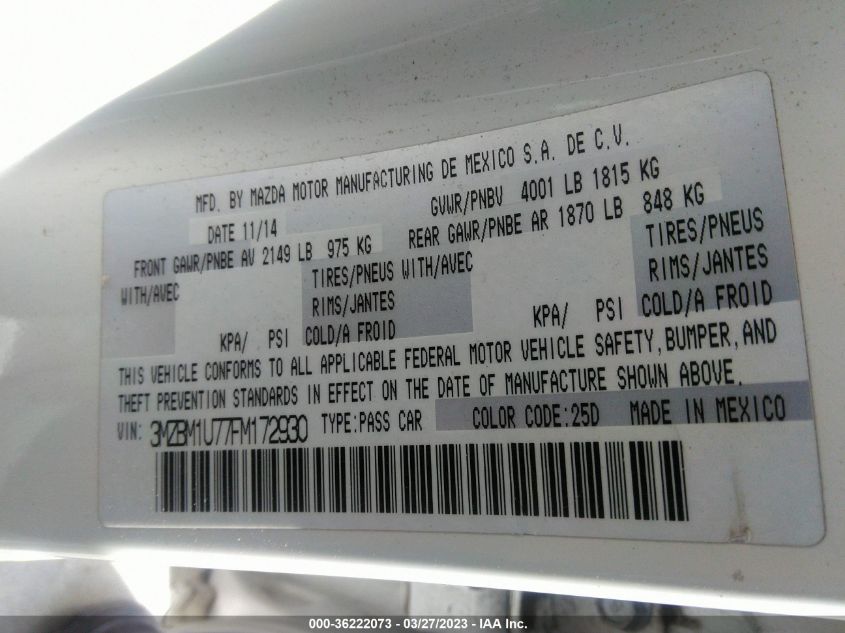 MFD. BY MAZDA MOTOR MANUFACTURING DE MEXICO S.A. DE C.V.
DATE 11/14 GVWR/PNBV 4001 LB 1815 KG
FRONT GAWR/PNBE AV 2149 LB 975 KG REAR GAWR/PNBE AR 1870 LB 848 KG
WITH/AVEC TIRES/PNEUS WITH/AVEC TIRES/PNEUS
RIMS/JANTES RIMS/JANTES
KPA/ PSI COLD/A FROID KPA/ PSI COLD/A FROID
THIS VEHICLE CONFORMS TO ALL APPLICABLE FEDERAL MOTOR VEHICLE SAFETY, BUMPER, AND
THEFT PREVENTION STANDARDS IN EFFECT ON THE DATE OF MANUFACTURE SHOWN ABOVE.
VIN: 3MZBM1U77FM172930 TYPE:PASS CAR COLOR CODE:25D MADE IN MEXICO
000-36222073 - 03/27/2023 - IAA Inc.